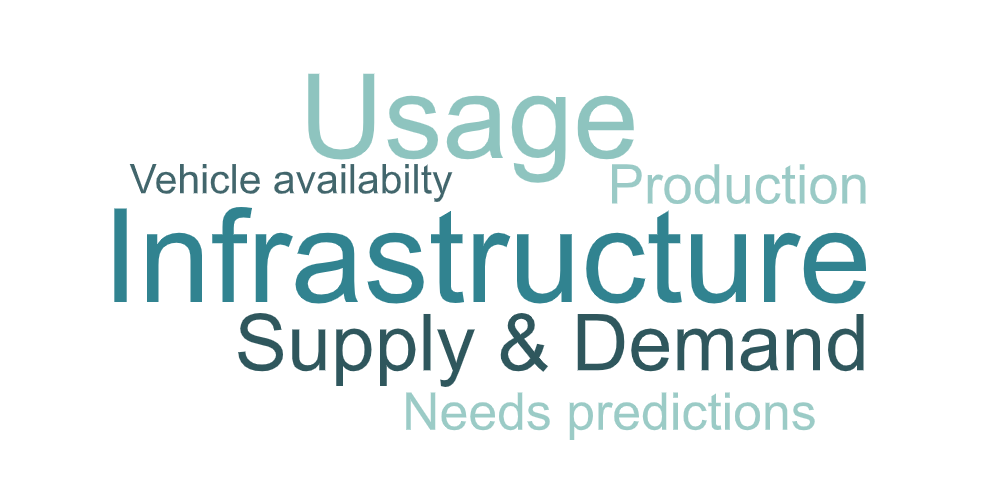 Usage
Vehicle availabilty
Production
Infrastructure
Supply & Demand
Needs predictions